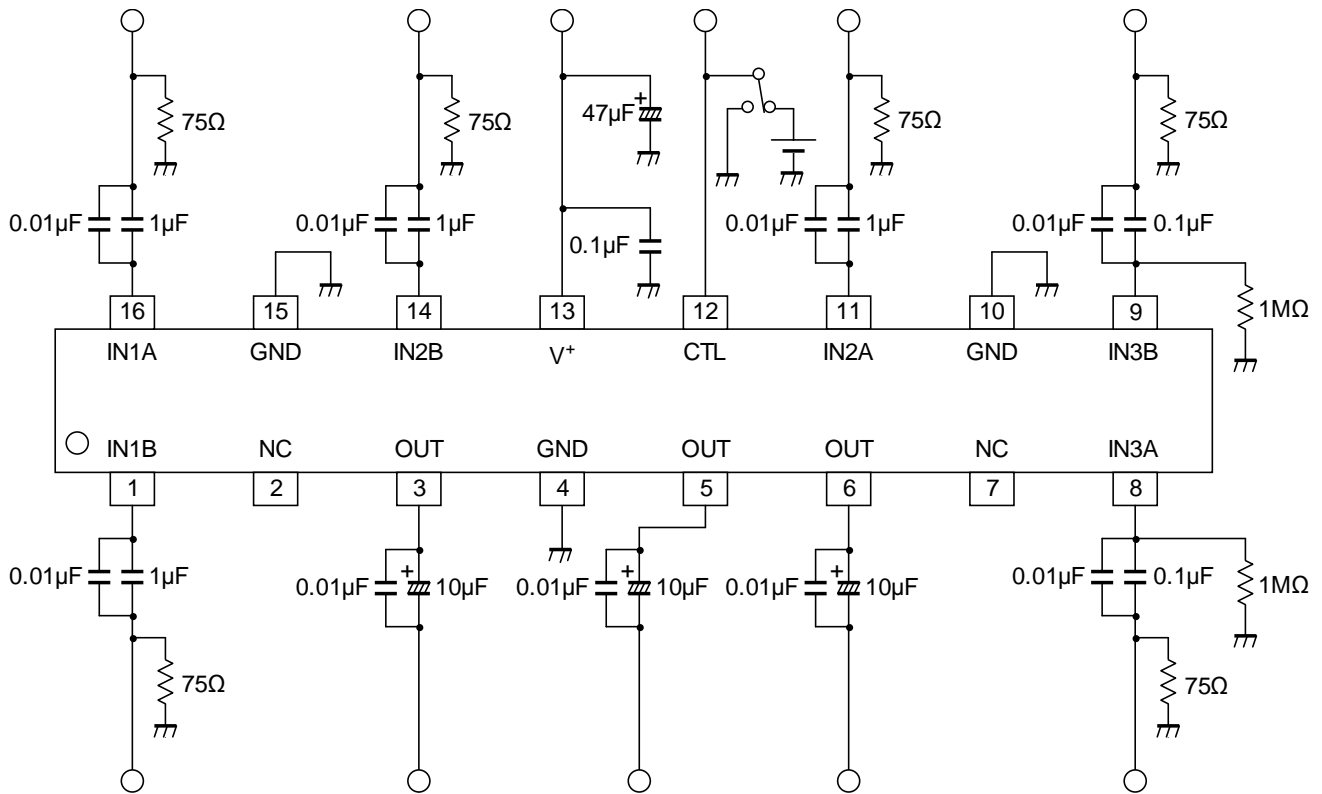 47µF
+
75Ω
75Ω
75Ω
75Ω
0.01µF
1µF
0.01µF
1µF
0.1µF
0.01µF
1µF
0.01µF
0.1µF
16
15
14
13
12
11
10
9
1MΩ
IN1A
GND
IN2B
V+
CTL
IN2A
GND
IN3B
IN1B
NC
OUT
GND
OUT
OUT
NC
IN3A
1
2
3
4
5
6
7
8
0.01µF
1µF
0.01µF
+
10µF
0.01µF
+
10µF
0.01µF
+
10µF
0.01µF
0.1µF
1MΩ
75Ω
75Ω